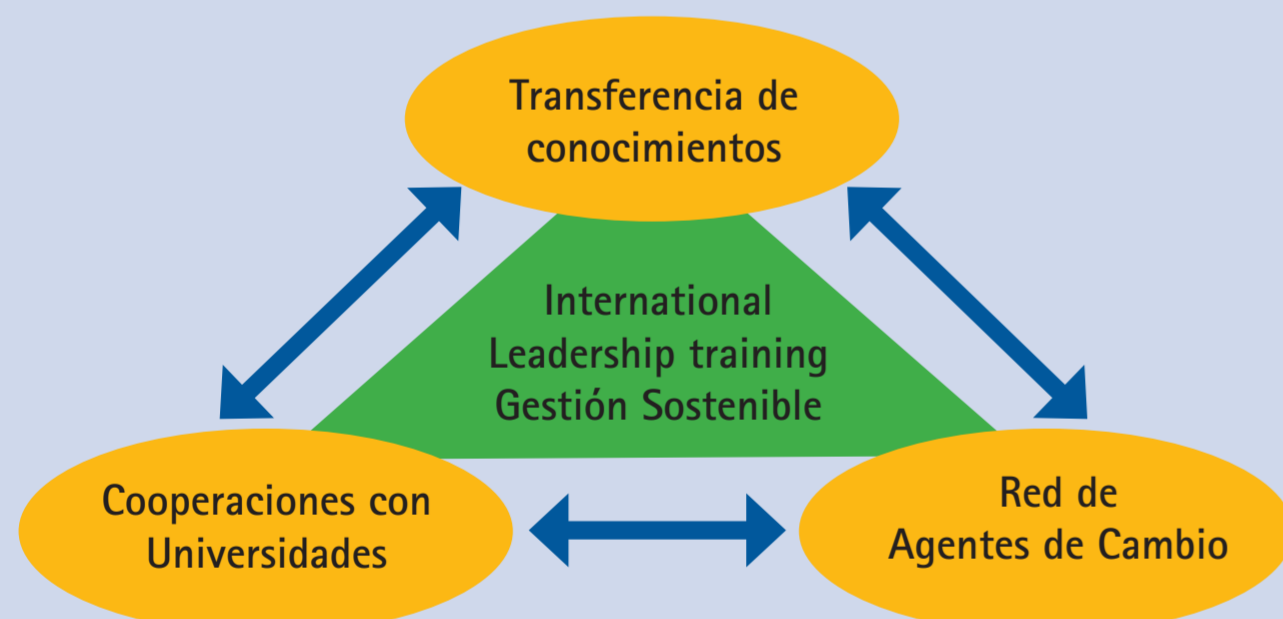 Transferencia de
conocimientos
International
Leadership training
Gestión Sostenible
Cooperaciones con
Universidades
Red de
Agentes de Cambio